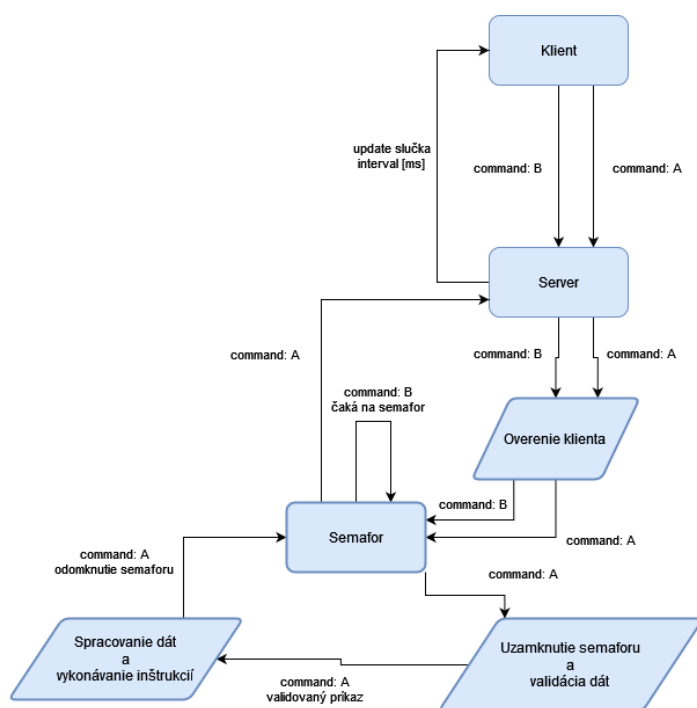 Klient
update slučka
interval [ms]
command: B
command: A
Server
command: A
command: B
command: A
command: B
čaká na semafor
Overenie klienta
command: B
Semafor
command: A
command: A
odomknutie semaforu
command: A
Spracovanie dát
a
vykonávanie inštrukcií
Uzamknutie semaforu
a
validácia dát
command: A
validovaný príkaz